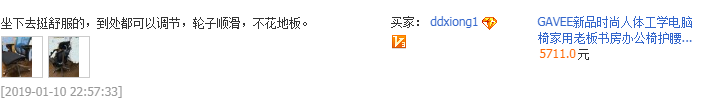 坐下去挺舒服的，到处都可以调节，轮子顺滑，不花地板。
[2019-01-10 22:57:33]
买家： ddxiong1
GAVEE新品时尚人体工学电脑
椅家用老板书房办公椅护腰...
5711.0元